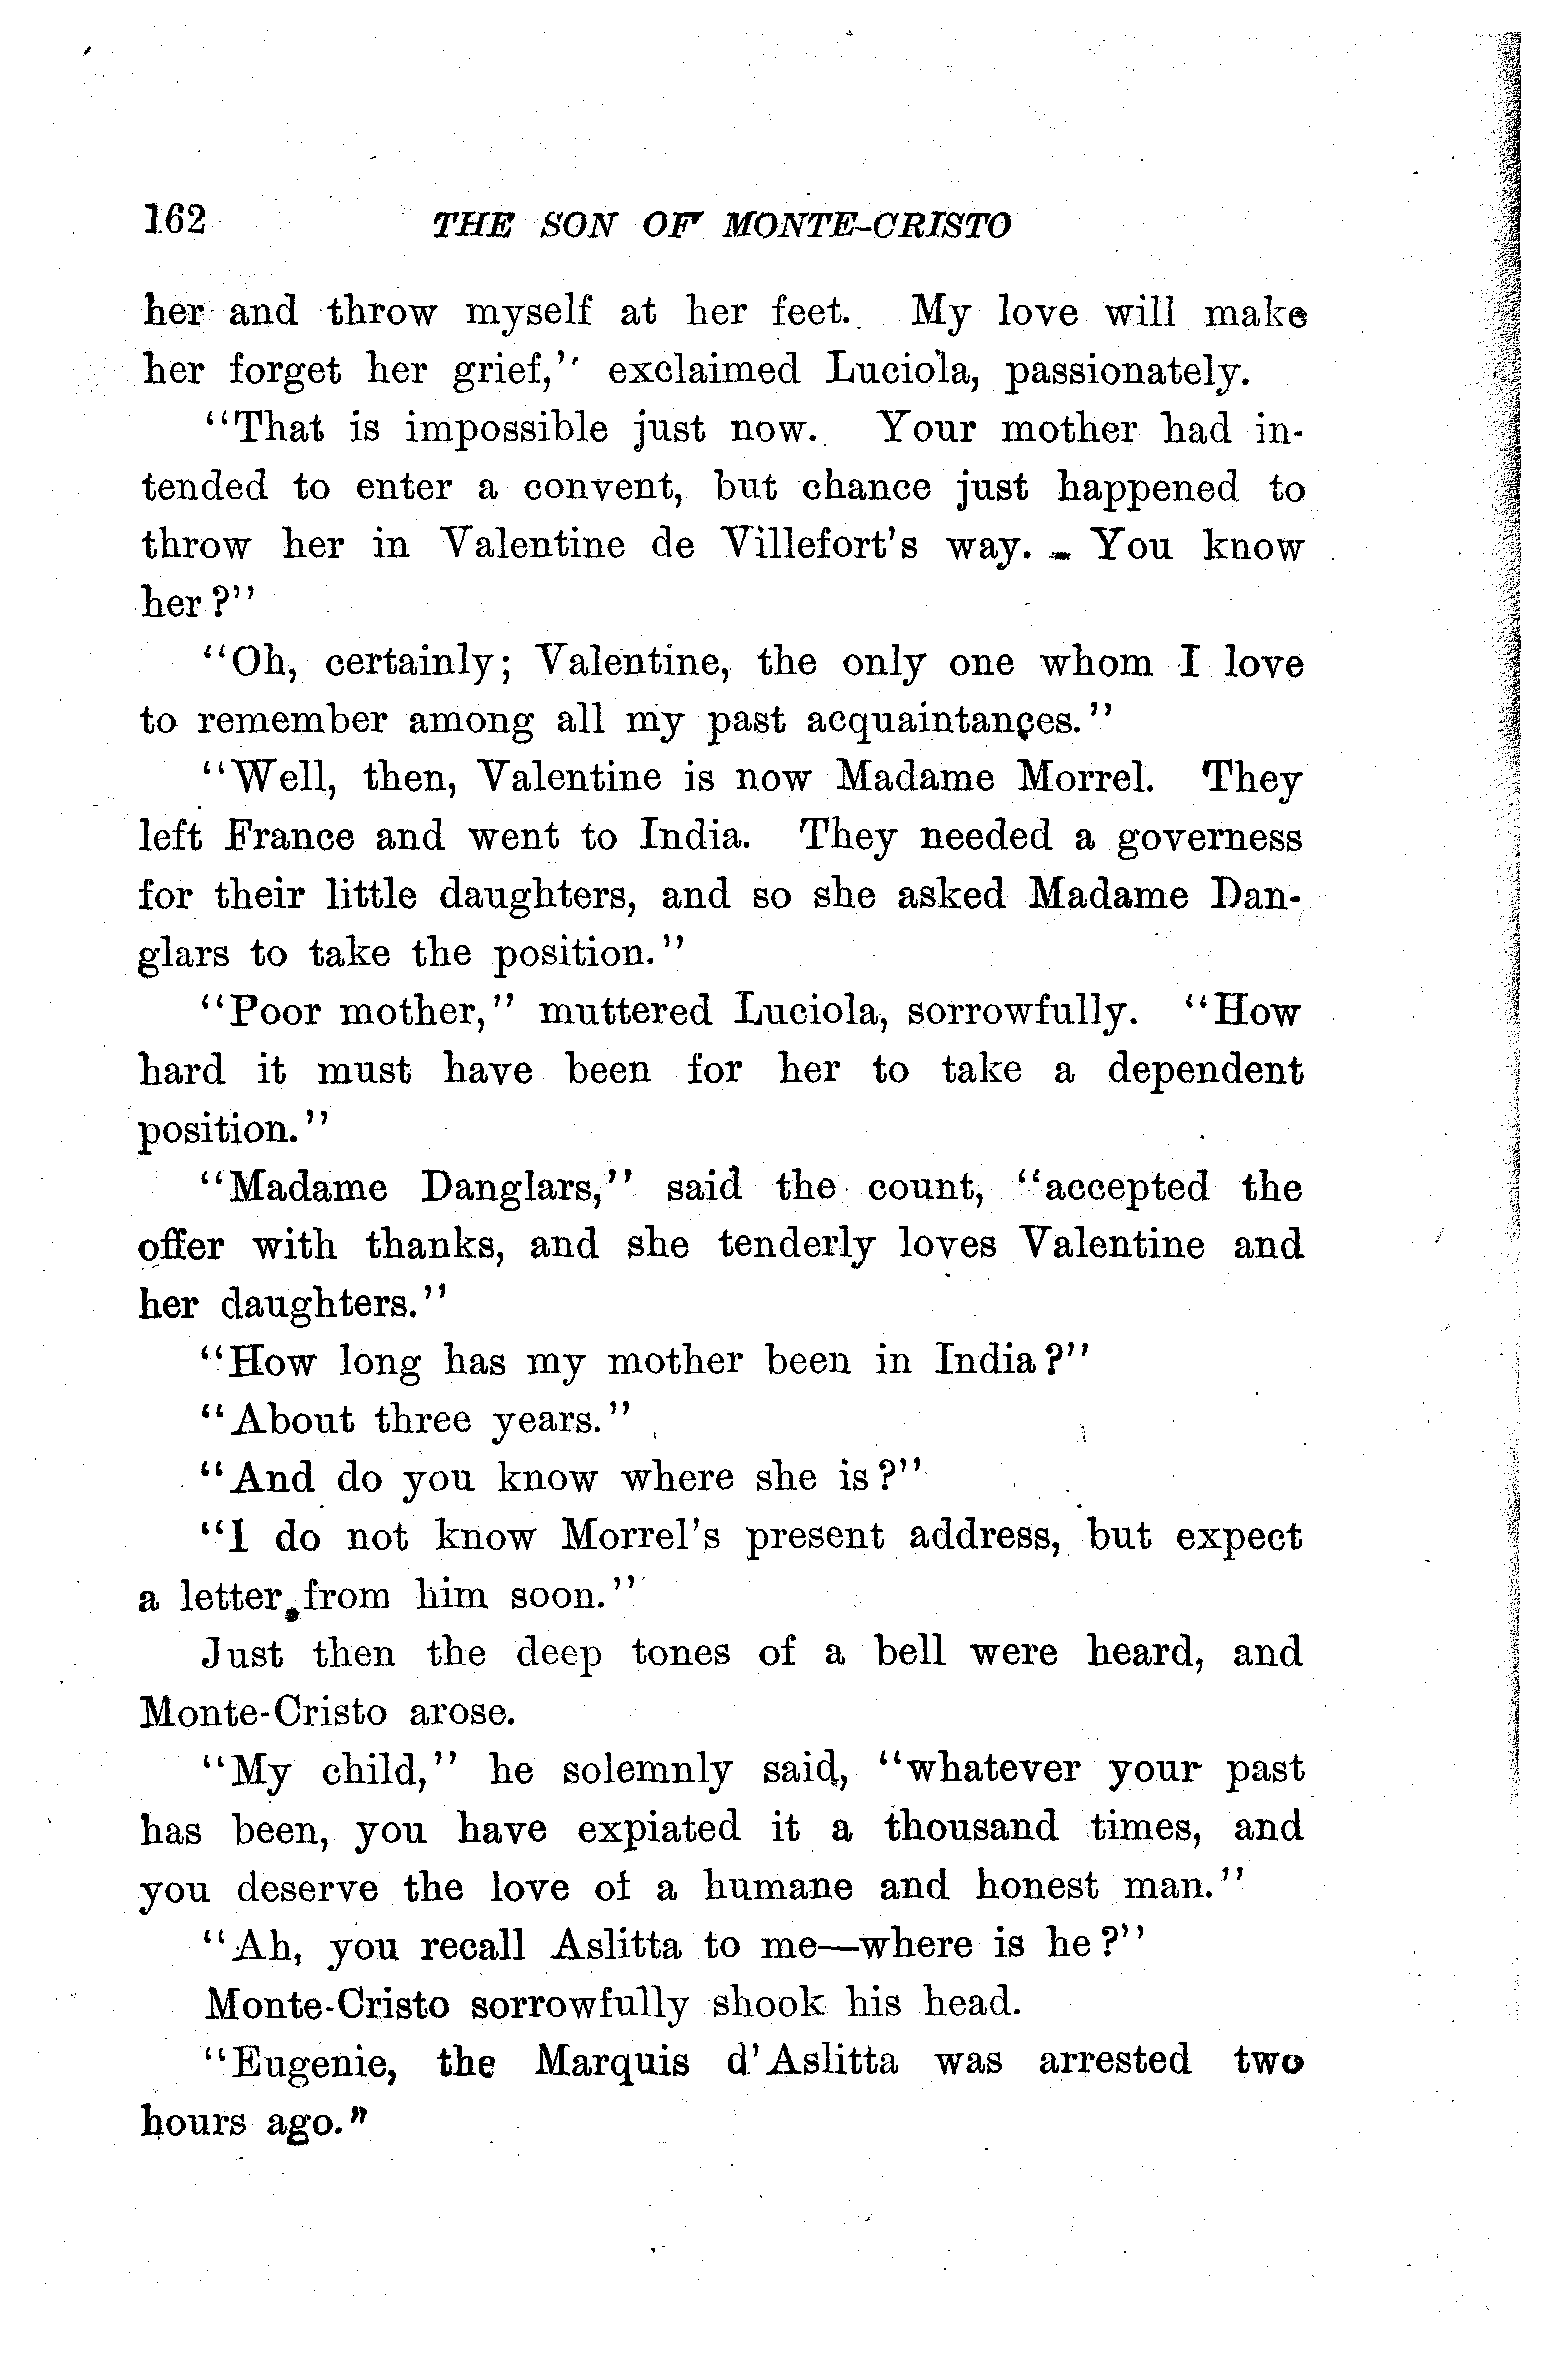 162 THE SON OF MONTE-CRISTO
her and throw myself at her feet. My love will make
her forget her grief," exclaimed Luciola, passionately.
"That is impossible just now. Your mother had in-
tended to enter a convent, but chance just happened to
throw her in Valentine de Villefort's way. You know
her?"
"Oh, certainly; Valentine, the only one whom I love
to remember among all my past acquaintances."
"Well, then, Valentine is now Madame Morrel. They
left France and went to India. They needed a governess
for their little daughters, and so she asked Madame Dan-
glars to take the position."
"Poor mother," muttered Luciola, sorrowfully. "How
hard it must have been for her to take a dependent
position."
"Madame Danglars," said the count, "accepted the
offer with thanks, and she tenderly loves Valentine and
her daughters."
"How long has my mother been in India?"
"About three years."
"And do you know where she is?"
"I do not know Morrel's present address, but expect
a letter from him soon."
Just then the deep tones of a bell were heard, and
Monte-Cristo arose.
"My child," he solemnly said, "whatever your past
has been, you have expiated it a thousand times, and
you deserve the love of a humane and honest man."
"Ah, you recall Aslitta to me—where is he?"
Monte-Cristo sorrowfully shook his head.
"Eugenie, the Marquis d'Aslitta was arrested two
hours ago."